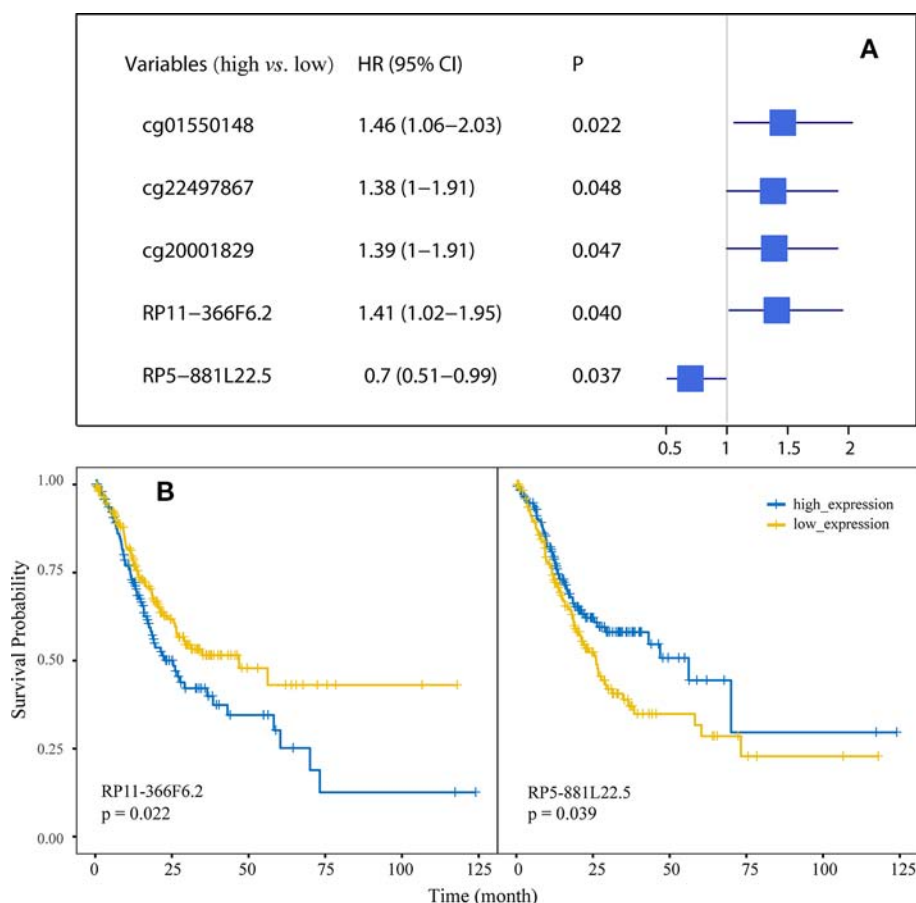 A
Variables (high vs. low) HR (95% CI) P
cg01550148 1.46 (1.06−2.03) 0.022
cg22497867 1.38 (1−1.91) 0.048
cg20001829 1.39 (1−1.91) 0.047
RP11−366F6.2 1.41 (1.02−1.95) 0.040
RP5−881L22.5 0.7 (0.51−0.99) 0.037
0.5 1 1.5 2
B
Survival Probability
1.00
0.75
0.50
0.25
0.00
RP11-366F6.2
p = 0.022
0 25 50 75 100 125
high_expression
low_expression
RP5-881L22.5
p = 0.039
0 25 50 75 100 125
Time (month)